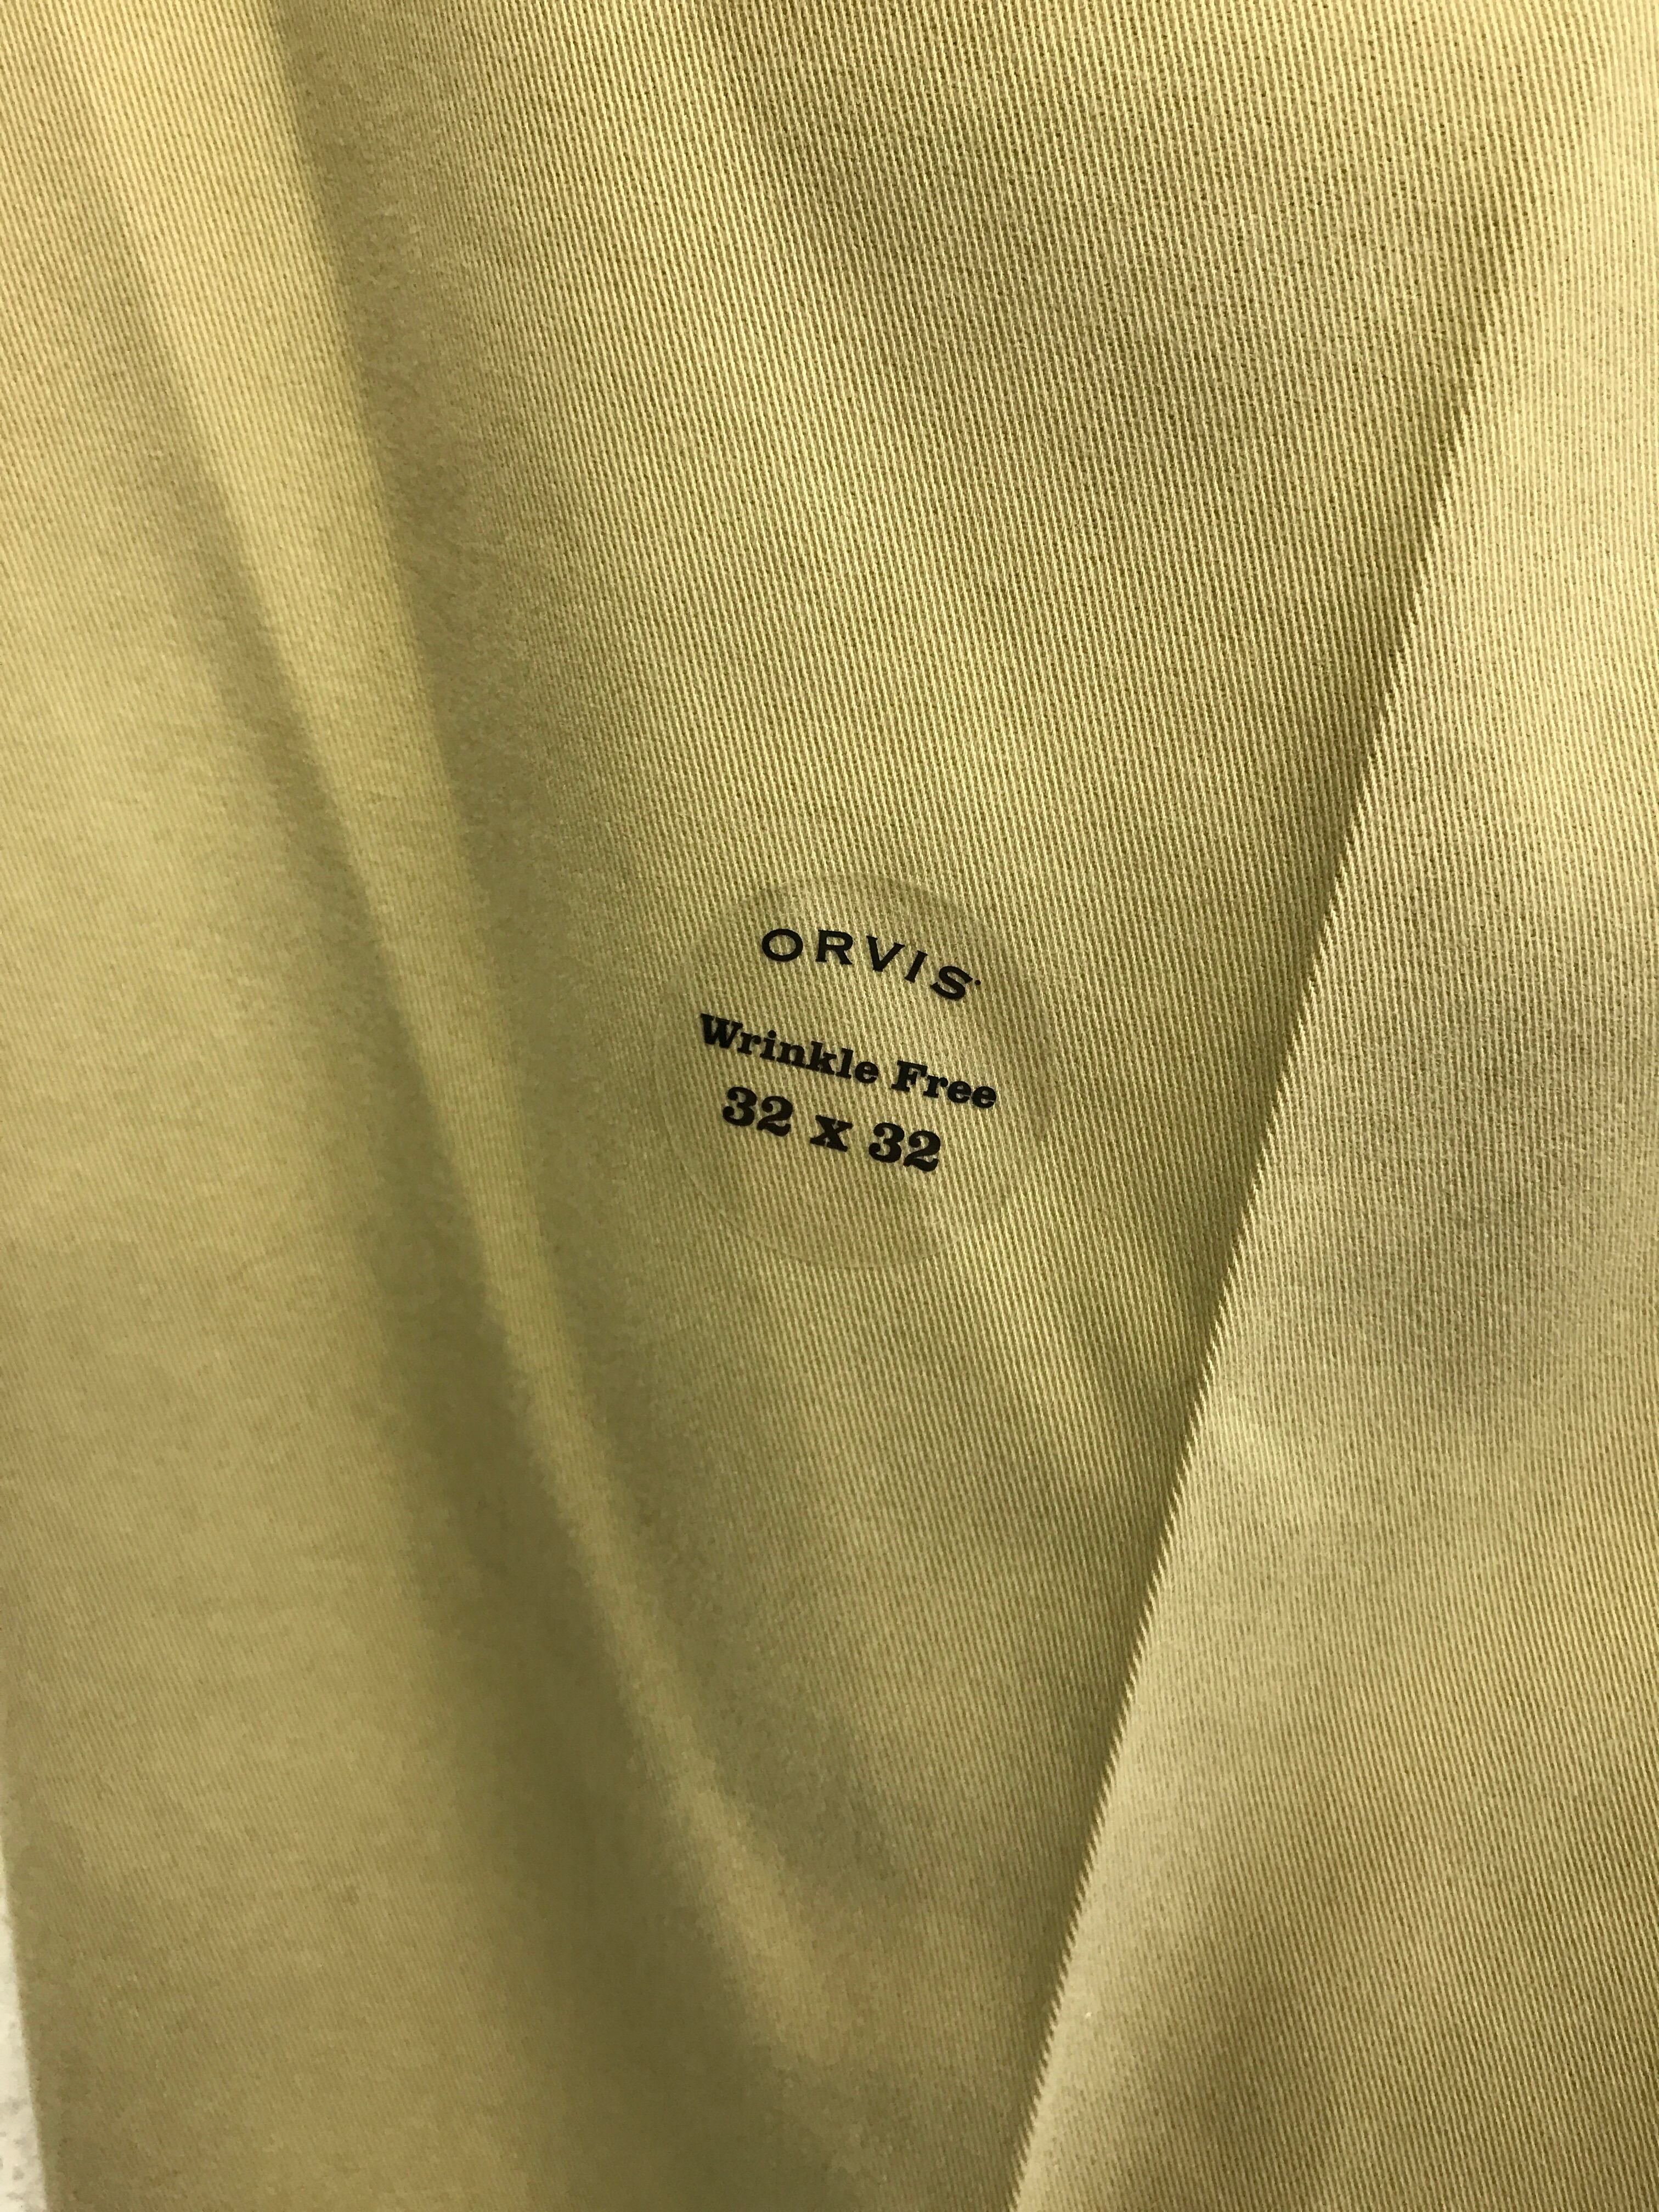 ORVIS
Wrinkle Free
32 x 32